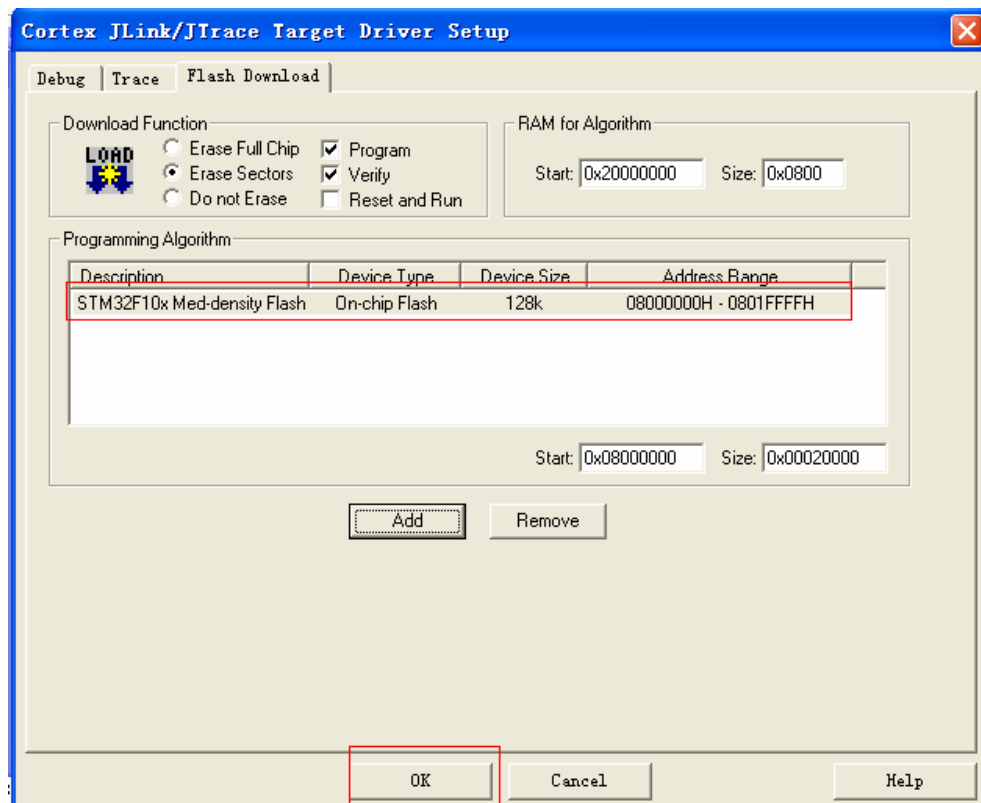 Cortex JLink/JTrace Target Driver Setup
Debug Trace Flash Download
Download Function
LOAD
Erase Full Chip
Erase Sectors
Do not Erase
Program
Verify
Reset and Run
RAM for Algorithm
Start: 0x20000000 Size: 0x0800
Programming Algorithm
Description Device Type Device Size Address Range
STM32F10x Med-density Flash On-chip Flash 128k 08000000H - 0801FFFFH
Start: 0x08000000 Size: 0x00020000
Add Remove
OK Cancel Help